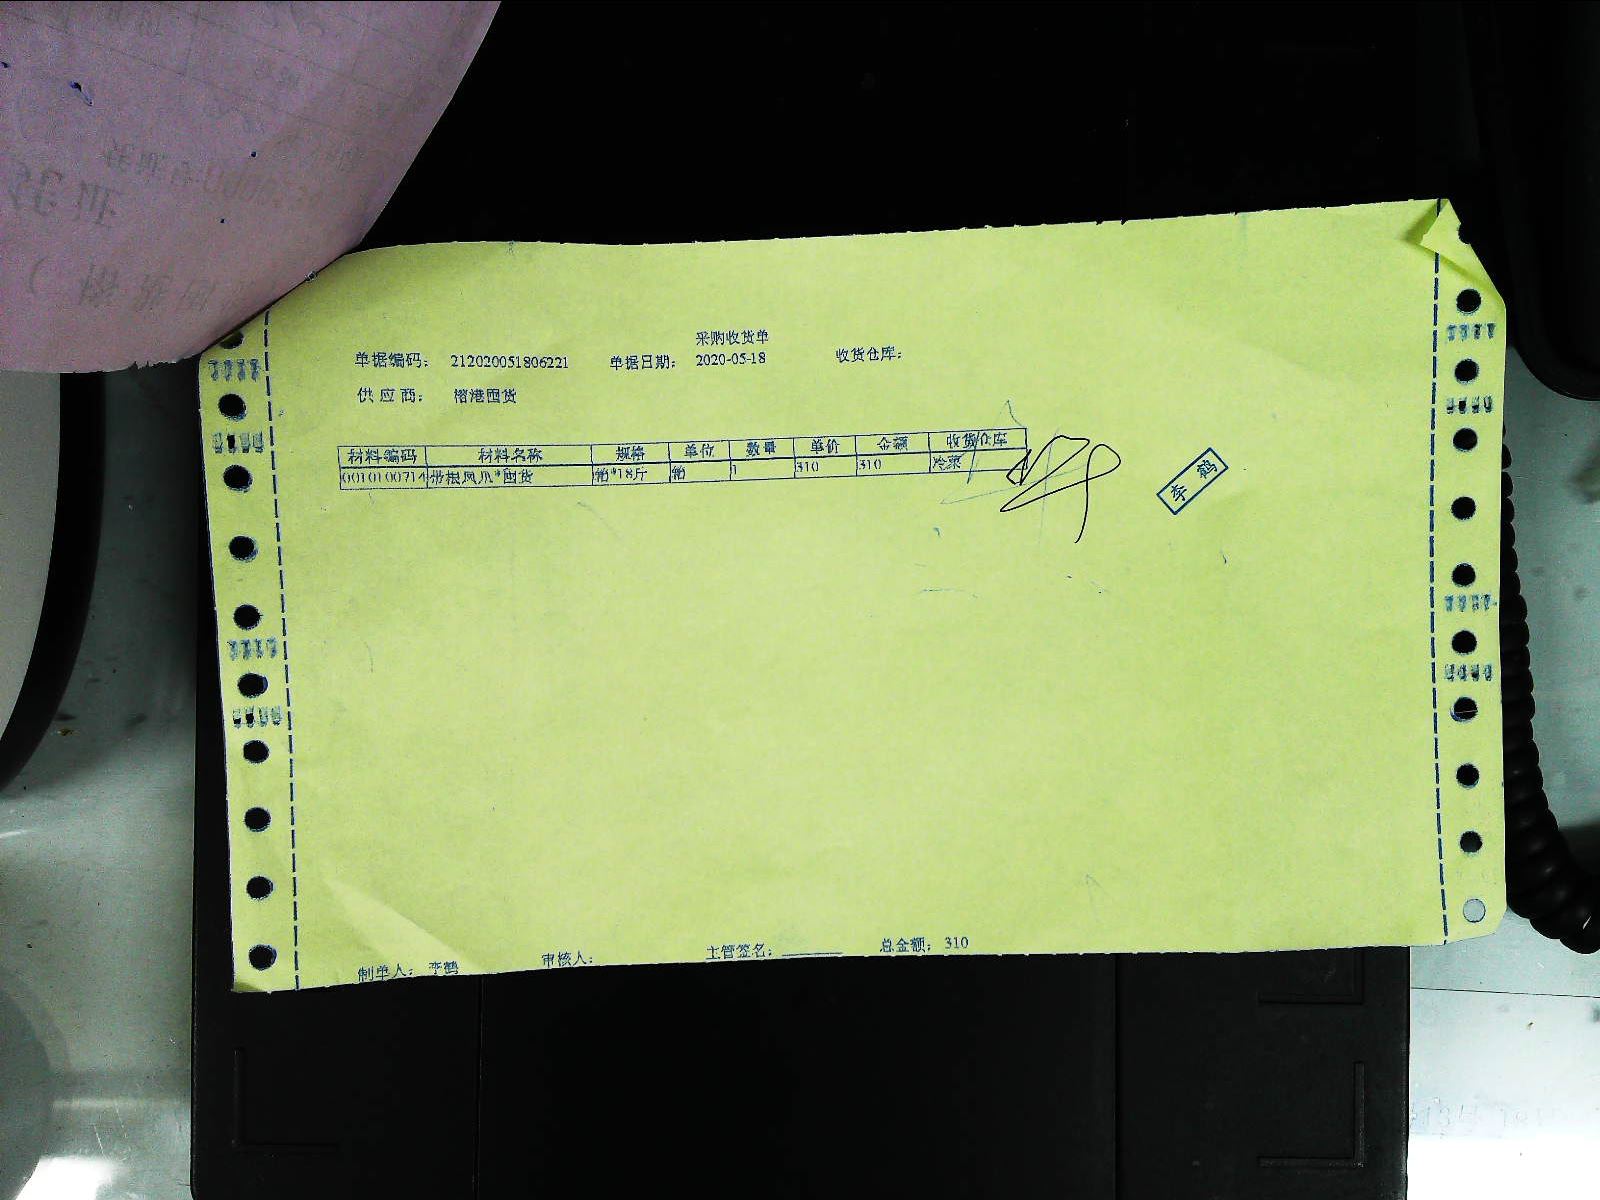 采购收货单
单据编码： 212020051806221 单据日期： 2020-05-18 收货仓库：
供应商： 榕港囤货
材料编码 材料名称 规格 单位 数量 单价 金额 收货仓库
0010100714 带根凤爪*囤货 箱*18斤 箱 1 310 310 冷菜
李鹤
制单人： 李鹤 审核人： 主管签名：______ 总金额： 310